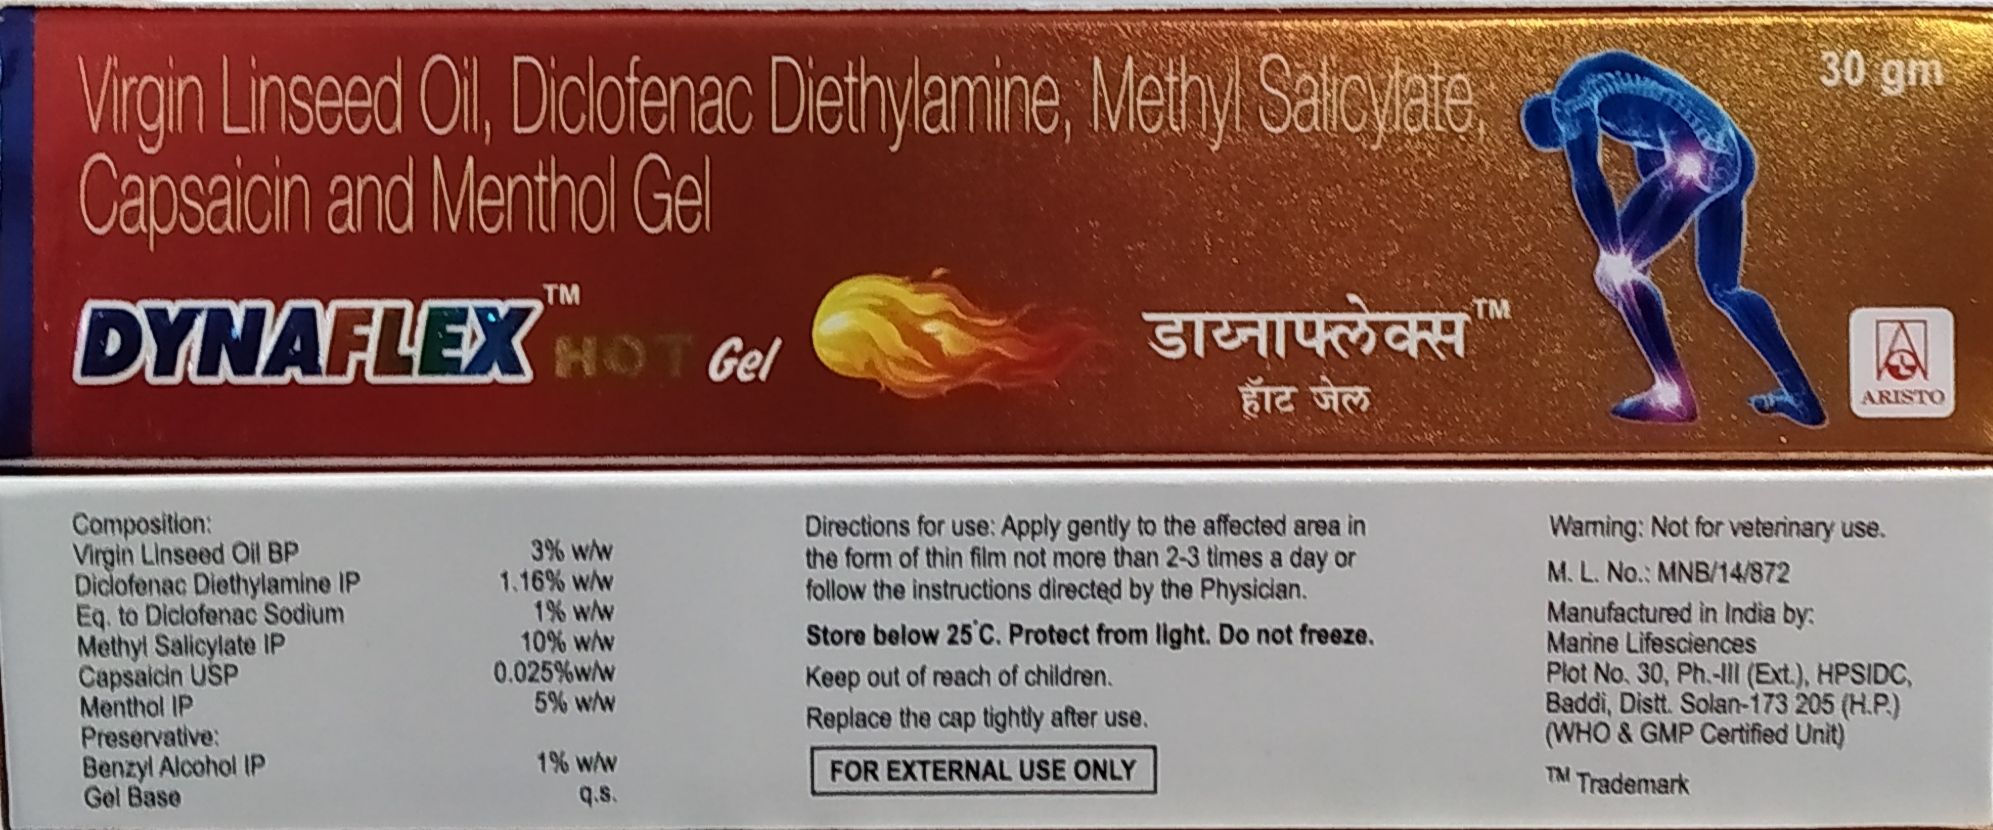 Virgin Linseed Oil, Diclofenac Diethylamine, Methyl Salicylate,
Capsaicin and Menthol Gel
30 gm
DYNAFLEX™ HOT Gel
डाय्नाफ्लेक्स™
हॉट जेल
ARISTO
Composition:
Virgin Linseed Oil BP 3% w/w
Diclofenac Diethylamine IP 1.16% w/w
Eq. to Diclofenac Sodium 1% w/w
Methyl Salicylate IP 10% w/w
Capsaicin USP 0.025%w/w
Menthol IP 5% w/w
Preservative:
Benzyl Alcohol IP 1% w/w
Gel Base q.s.
Directions for use: Apply gently to the affected area in
the form of thin film not more than 2-3 times a day or
follow the instructions directed by the Physician.
Store below 25°C. Protect from light. Do not freeze.
Keep out of reach of children.
Replace the cap tightly after use.
FOR EXTERNAL USE ONLY
Warning: Not for veterinary use.
M. L. No.: MNB/14/872
Manufactured in India by:
Marine Lifesciences
Plot No. 30, Ph.-III (Ext.), HPSIDC,
Baddi, Distt. Solan-173 205 (H.P.)
(WHO & GMP Certified Unit)
™ Trademark